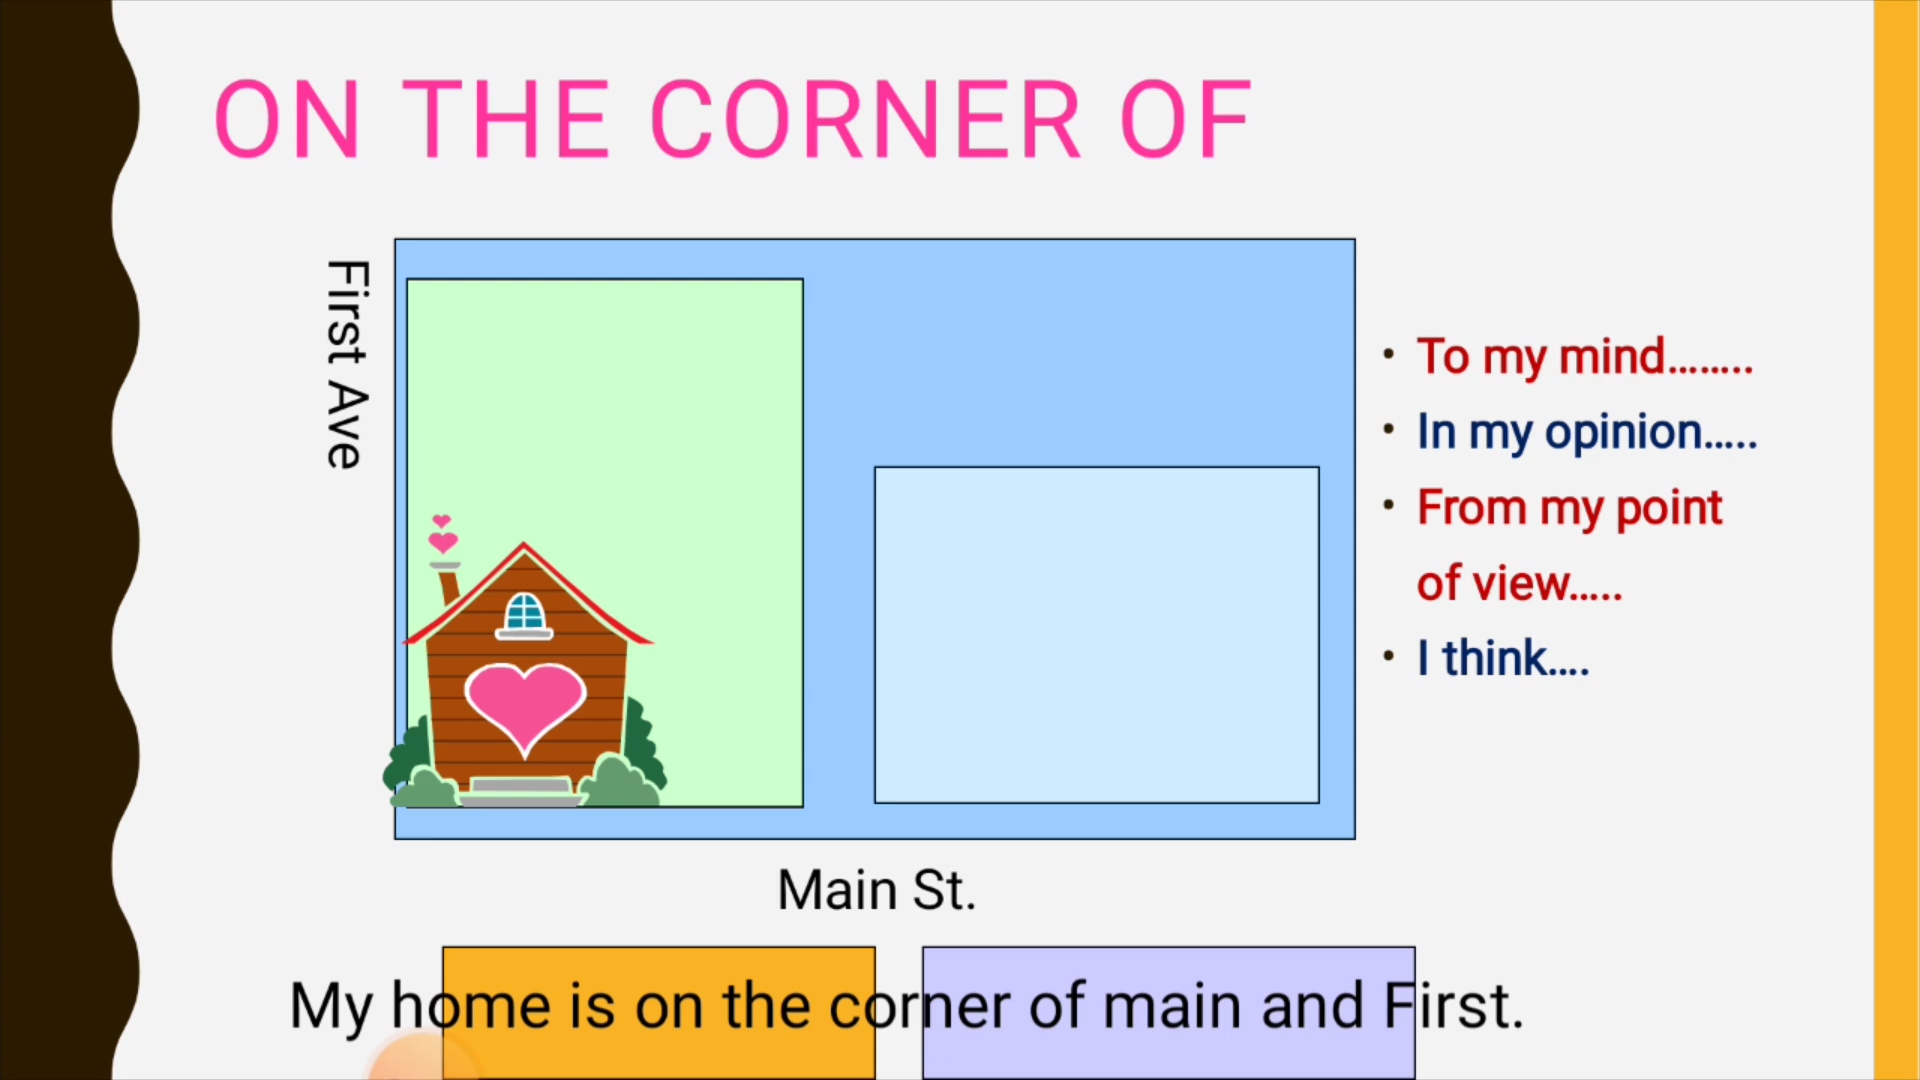 ON THE CORNER OF
First Ave
• To my mind........
• In my opinion.....
• From my point
of view.....
• I think....
Main St.
My home is on the corner of main and First.